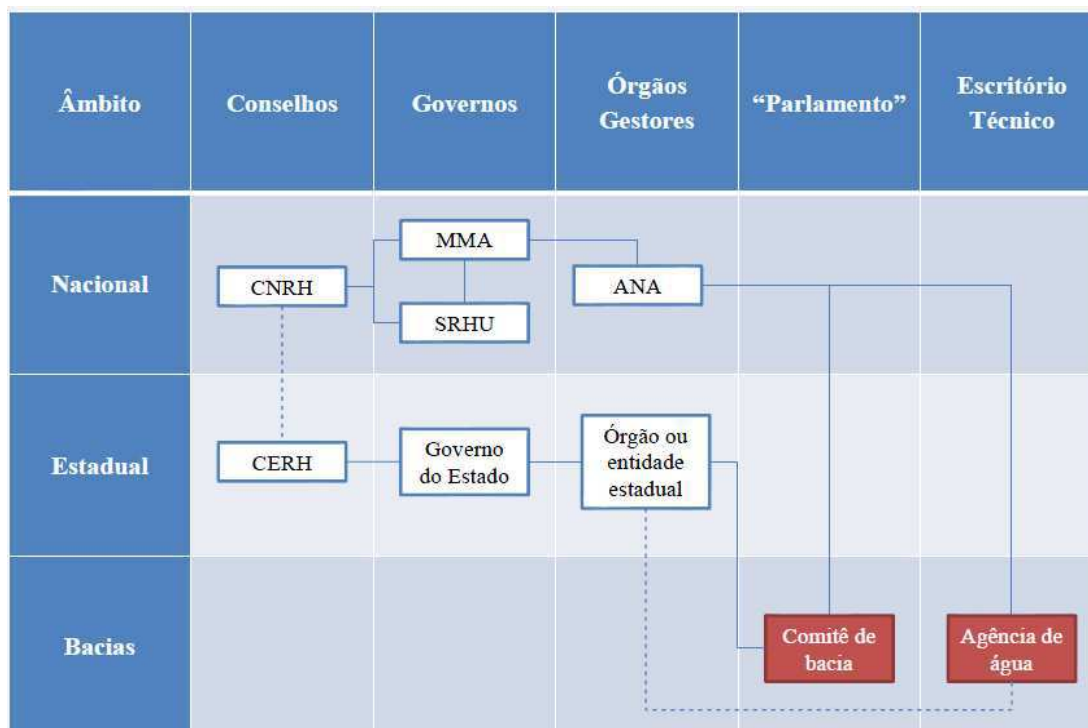 Âmbito
Conselhos
Governos
Órgãos
Gestores
“Parlamento”
Escritório
Técnico
Nacional
CNRH
MMA
SRHU
ANA
Estadual
CERH
Governo
do Estado
Órgão ou
entidade
estadual
Bacias
Comitê de
bacia
Agência de
água